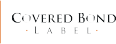 COVERED BOND
- LABEL -